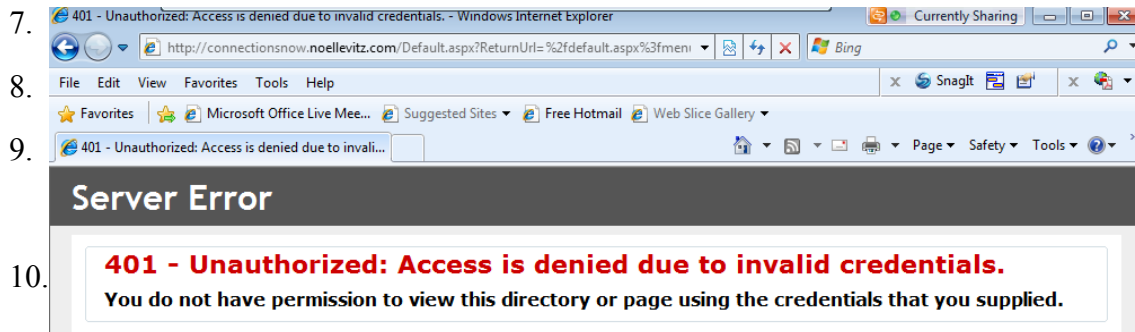 7.
401 - Unauthorized: Access is denied due to invalid credentials. - Windows Internet Explorer
Currently Sharing
http://connectionsnow.noellevitz.com/Default.aspx?ReturnUrl=%2fdefault.aspx%3fmenu
Bing
8.
File Edit View Favorites Tools Help
x SnagIt x
Favorites Microsoft Office Live Mee... Suggested Sites Free Hotmail Web Slice Gallery
9.
401 - Unauthorized: Access is denied due to invali...
Page Safety Tools
Server Error
10.
401 - Unauthorized: Access is denied due to invalid credentials.
You do not have permission to view this directory or page using the credentials that you supplied.